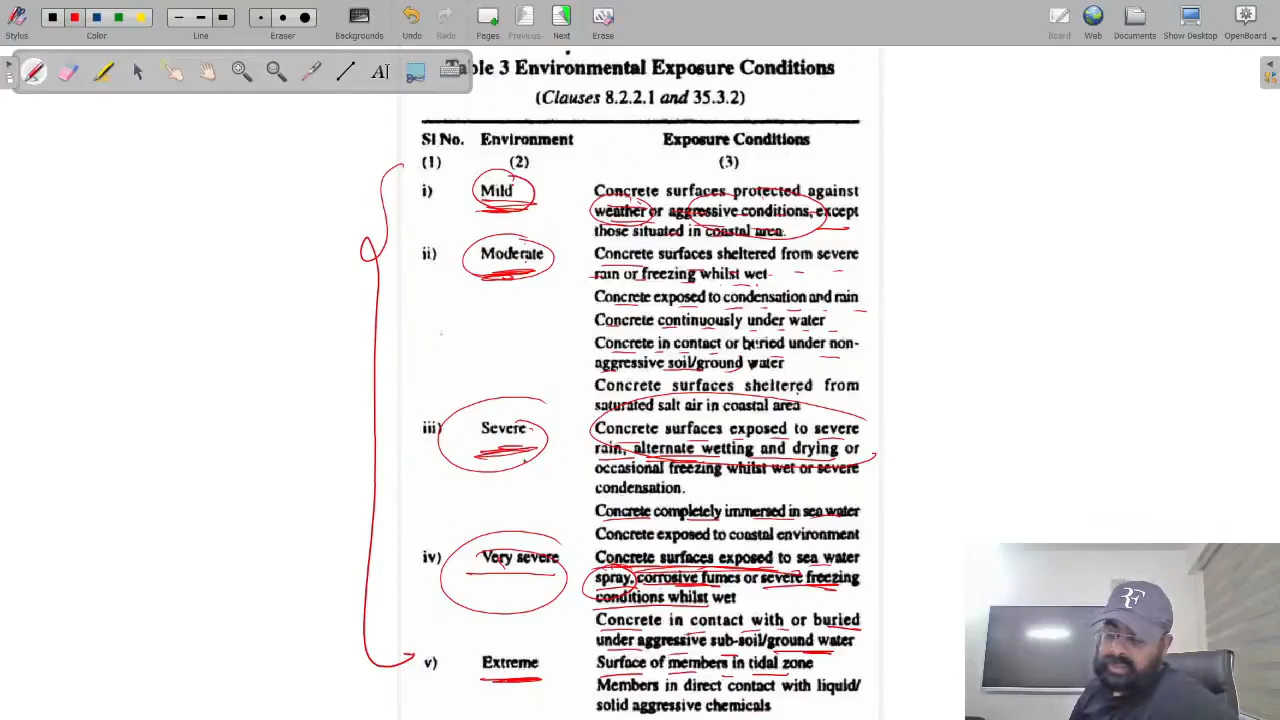 Stylus
Color
Line
Eraser
Backgrounds
Undo
Redo
Pages
Previous
Next
Erase
Board
Web
Documents
Show Desktop
OpenBoard
able 3 Environmental Exposure Conditions
(Clauses 8.2.2.1 and 35.3.2)
Sl No. Environment Exposure Conditions
(1) (2) (3)
i) Mild Concrete surfaces protected against
weather or aggressive conditions, except
those situated in coastal area.
ii) Moderate Concrete surfaces sheltered from severe
rain or freezing whilst wet
Concrete exposed to condensation and rain
Concrete continuously under water
Concrete in contact or buried under non-
aggressive soil/ground water
Concrete surfaces sheltered from
saturated salt air in coastal area
iii) Severe Concrete surfaces exposed to severe
rain, alternate wetting and drying or
occasional freezing whilst wet or severe
condensation.
Concrete completely immersed in sea water
Concrete exposed to coastal environment
iv) Very severe Concrete surfaces exposed to sea water
spray, corrosive fumes or severe freezing
conditions whilst wet
Concrete in contact with or buried
under aggressive sub-soil/ground water
v) Extreme Surface of members in tidal zone
Members in direct contact with liquid/
solid aggressive chemicals